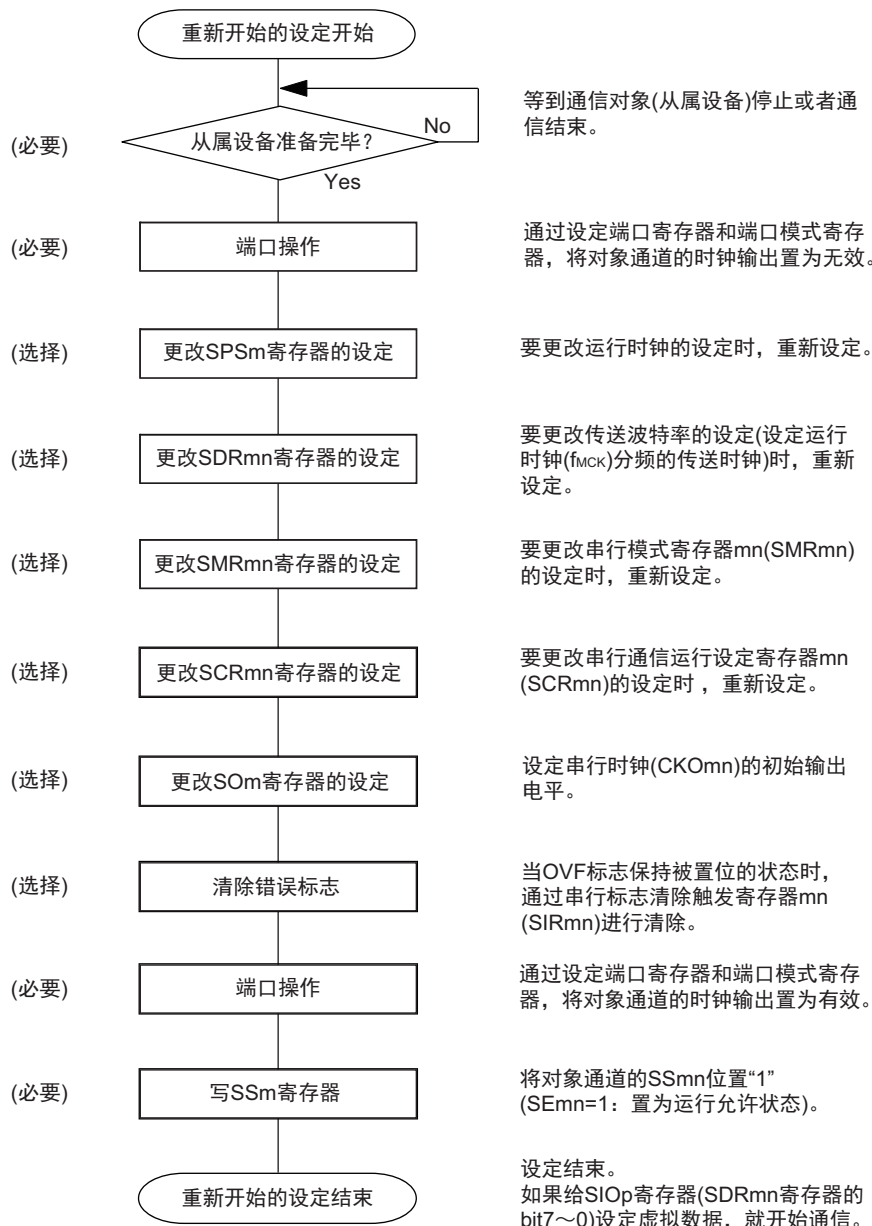 重新开始的设定开始
等到通信对象(从属设备)停止或者通
信结束。
(必要)
从属设备准备完毕?
No
Yes
(必要)
端口操作
通过设定端口寄存器和端口模式寄存
器，将对象通道的时钟输出置为无效。
(选择)
更改SPSm寄存器的设定
要更改运行时钟的设定时，重新设定。
(选择)
更改SDRmn寄存器的设定
要更改传送波特率的设定(设定运行
时钟(fMCK)分频的传送时钟)时，重新
设定。
(选择)
更改SMRmn寄存器的设定
要更改串行模式寄存器mn(SMRmn)
的设定时，重新设定。
(选择)
更改SCRmn寄存器的设定
要更改串行通信运行设定寄存器mn
(SCRmn)的设定时，重新设定。
(选择)
更改SOm寄存器的设定
设定串行时钟(CKOmn)的初始输出
电平。
(选择)
清除错误标志
当OVF标志保持被置位的状态时，
通过串行标志清除触发寄存器mn
(SIRmn)进行清除。
(必要)
端口操作
通过设定端口寄存器和端口模式寄存
器，将对象通道的时钟输出置为有效。
(必要)
写SSm寄存器
将对象通道的SSmn位置“1”
(SEmn=1：置为运行允许状态)。
重新开始的设定结束
设定结束。
如果给SIOp寄存器(SDRmn寄存器的
bit7～0)设定虚拟数据，就开始通信。